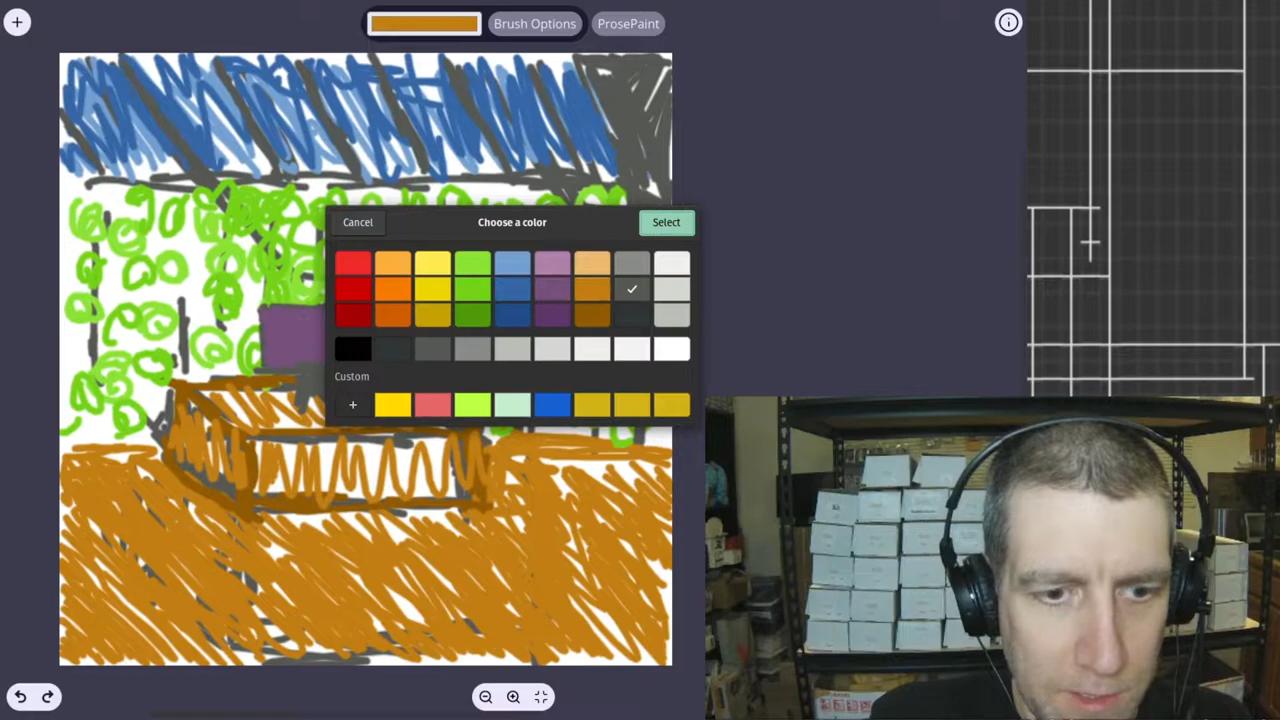 Brush Options
ProsePaint
Cancel
Choose a color
Select
Custom